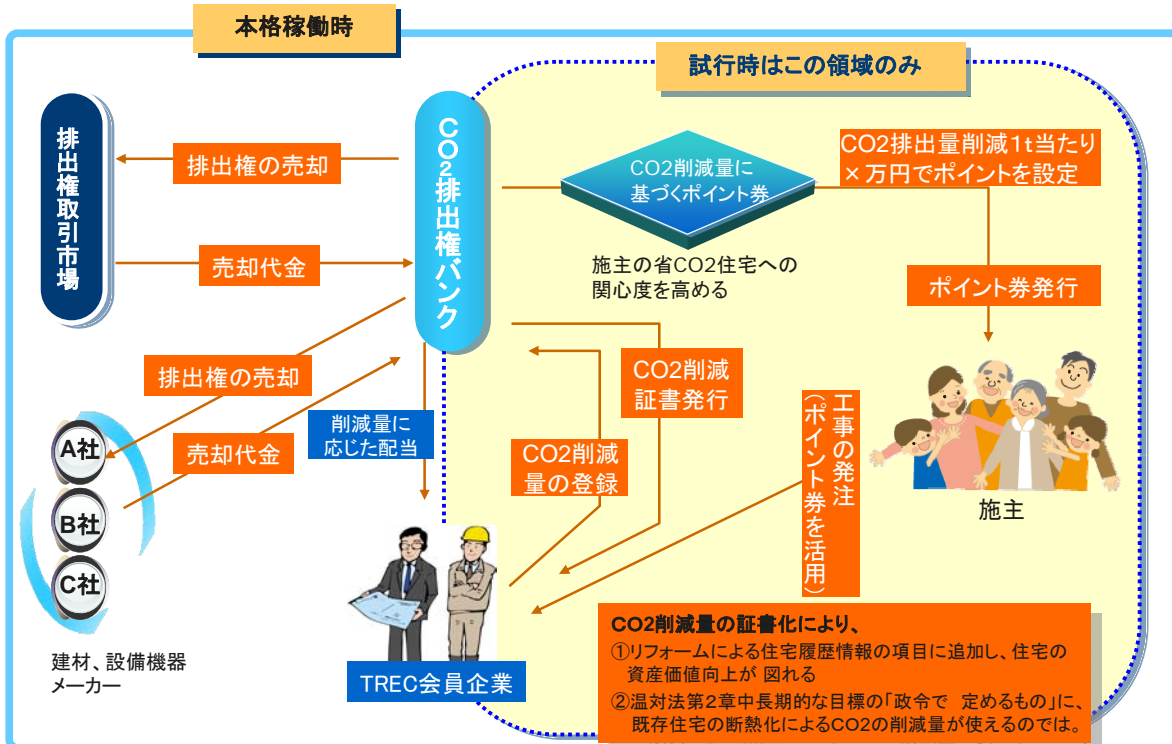 本格稼働時
試行時はこの領域のみ
排出権取引市場
排出権の売却
売却代金
CO2排出権バンク
CO2削減量に
基づくポイント券
CO2排出量削減1t当たり
×万円でポイントを設定
施主の省CO2住宅への
関心度を高める
ポイント券発行
排出権の売却
売却代金
削減量に
応じた配当
CO2削減
証書発行
CO2削減
量の登録
工事の発注
(ポイント券を活用)
施主
A社
B社
C社
建材、設備機器
メーカー
TREC会員企業
CO2削減量の証書化により、
①リフォームによる住宅履歴情報の項目に追加し、住宅の
資産価値向上が 図れる
②温対法第2章中長期的な目標の「政令で 定めるもの」に、
既存住宅の断熱化によるCO2の削減量が使えるのでは。